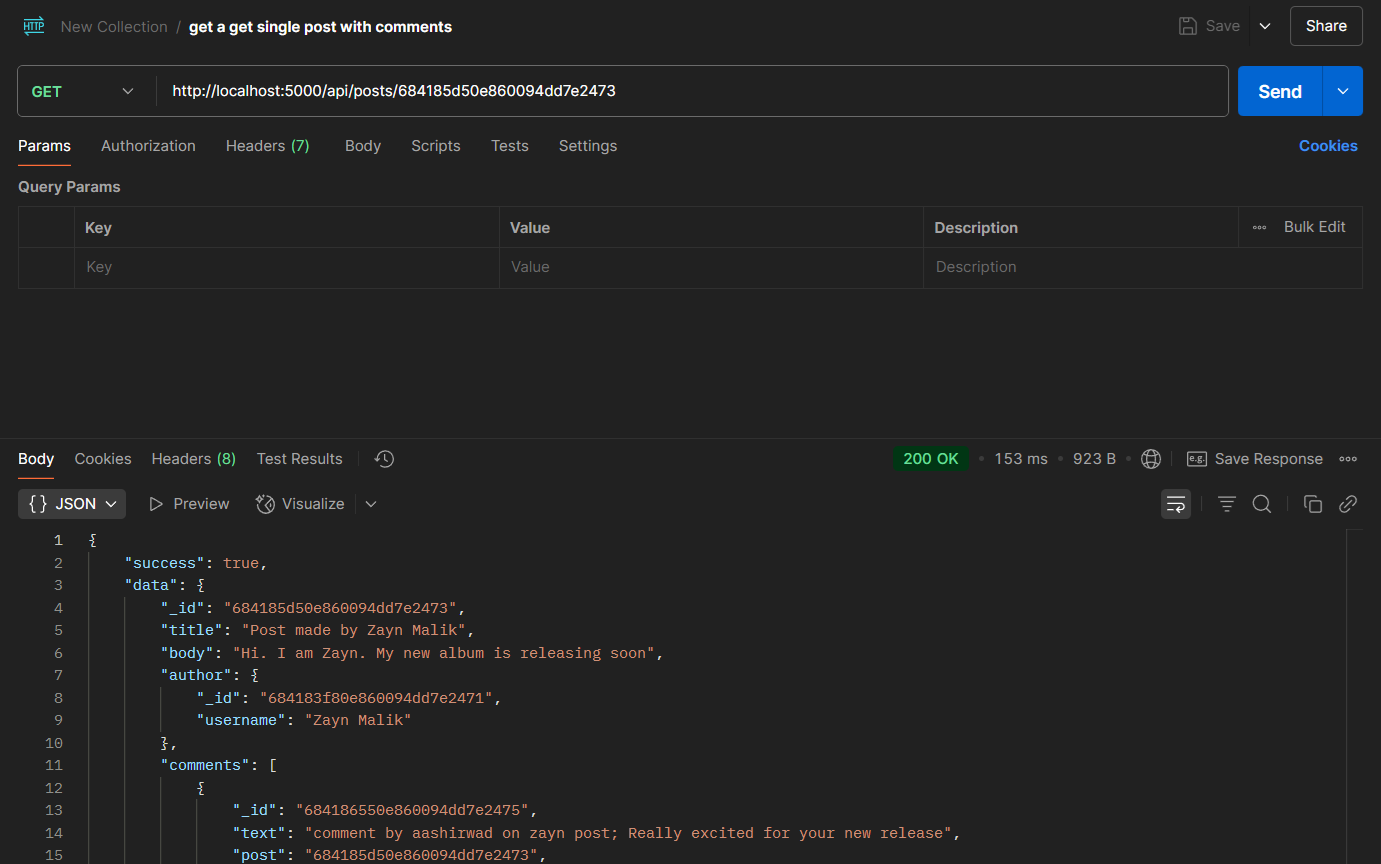 HTTP New Collection / get a get single post with comments Save Share
GET http://localhost:5000/api/posts/684185d50e860094dd7e2473 Send
Params Authorization Headers (7) Body Scripts Tests Settings Cookies
Query Params
Key Value Description Bulk Edit
Key Value Description
Body Cookies Headers (8) Test Results 200 OK 153 ms 923 B e.g. Save Response
{} JSON Preview Visualize
1 {
2 "success": true,
3 "data": {
4 "_id": "684185d50e860094dd7e2473",
5 "title": "Post made by Zayn Malik",
6 "body": "Hi. I am Zayn. My new album is releasing soon",
7 "author": {
8 "_id": "684183f80e860094dd7e2471",
9 "username": "Zayn Malik"
10 },
11 "comments": [
12 {
13 "_id": "684186550e860094dd7e2475",
14 "text": "comment by aashirwad on zayn post; Really excited for your new release",
15 "post": "684185d50e860094dd7e2473",